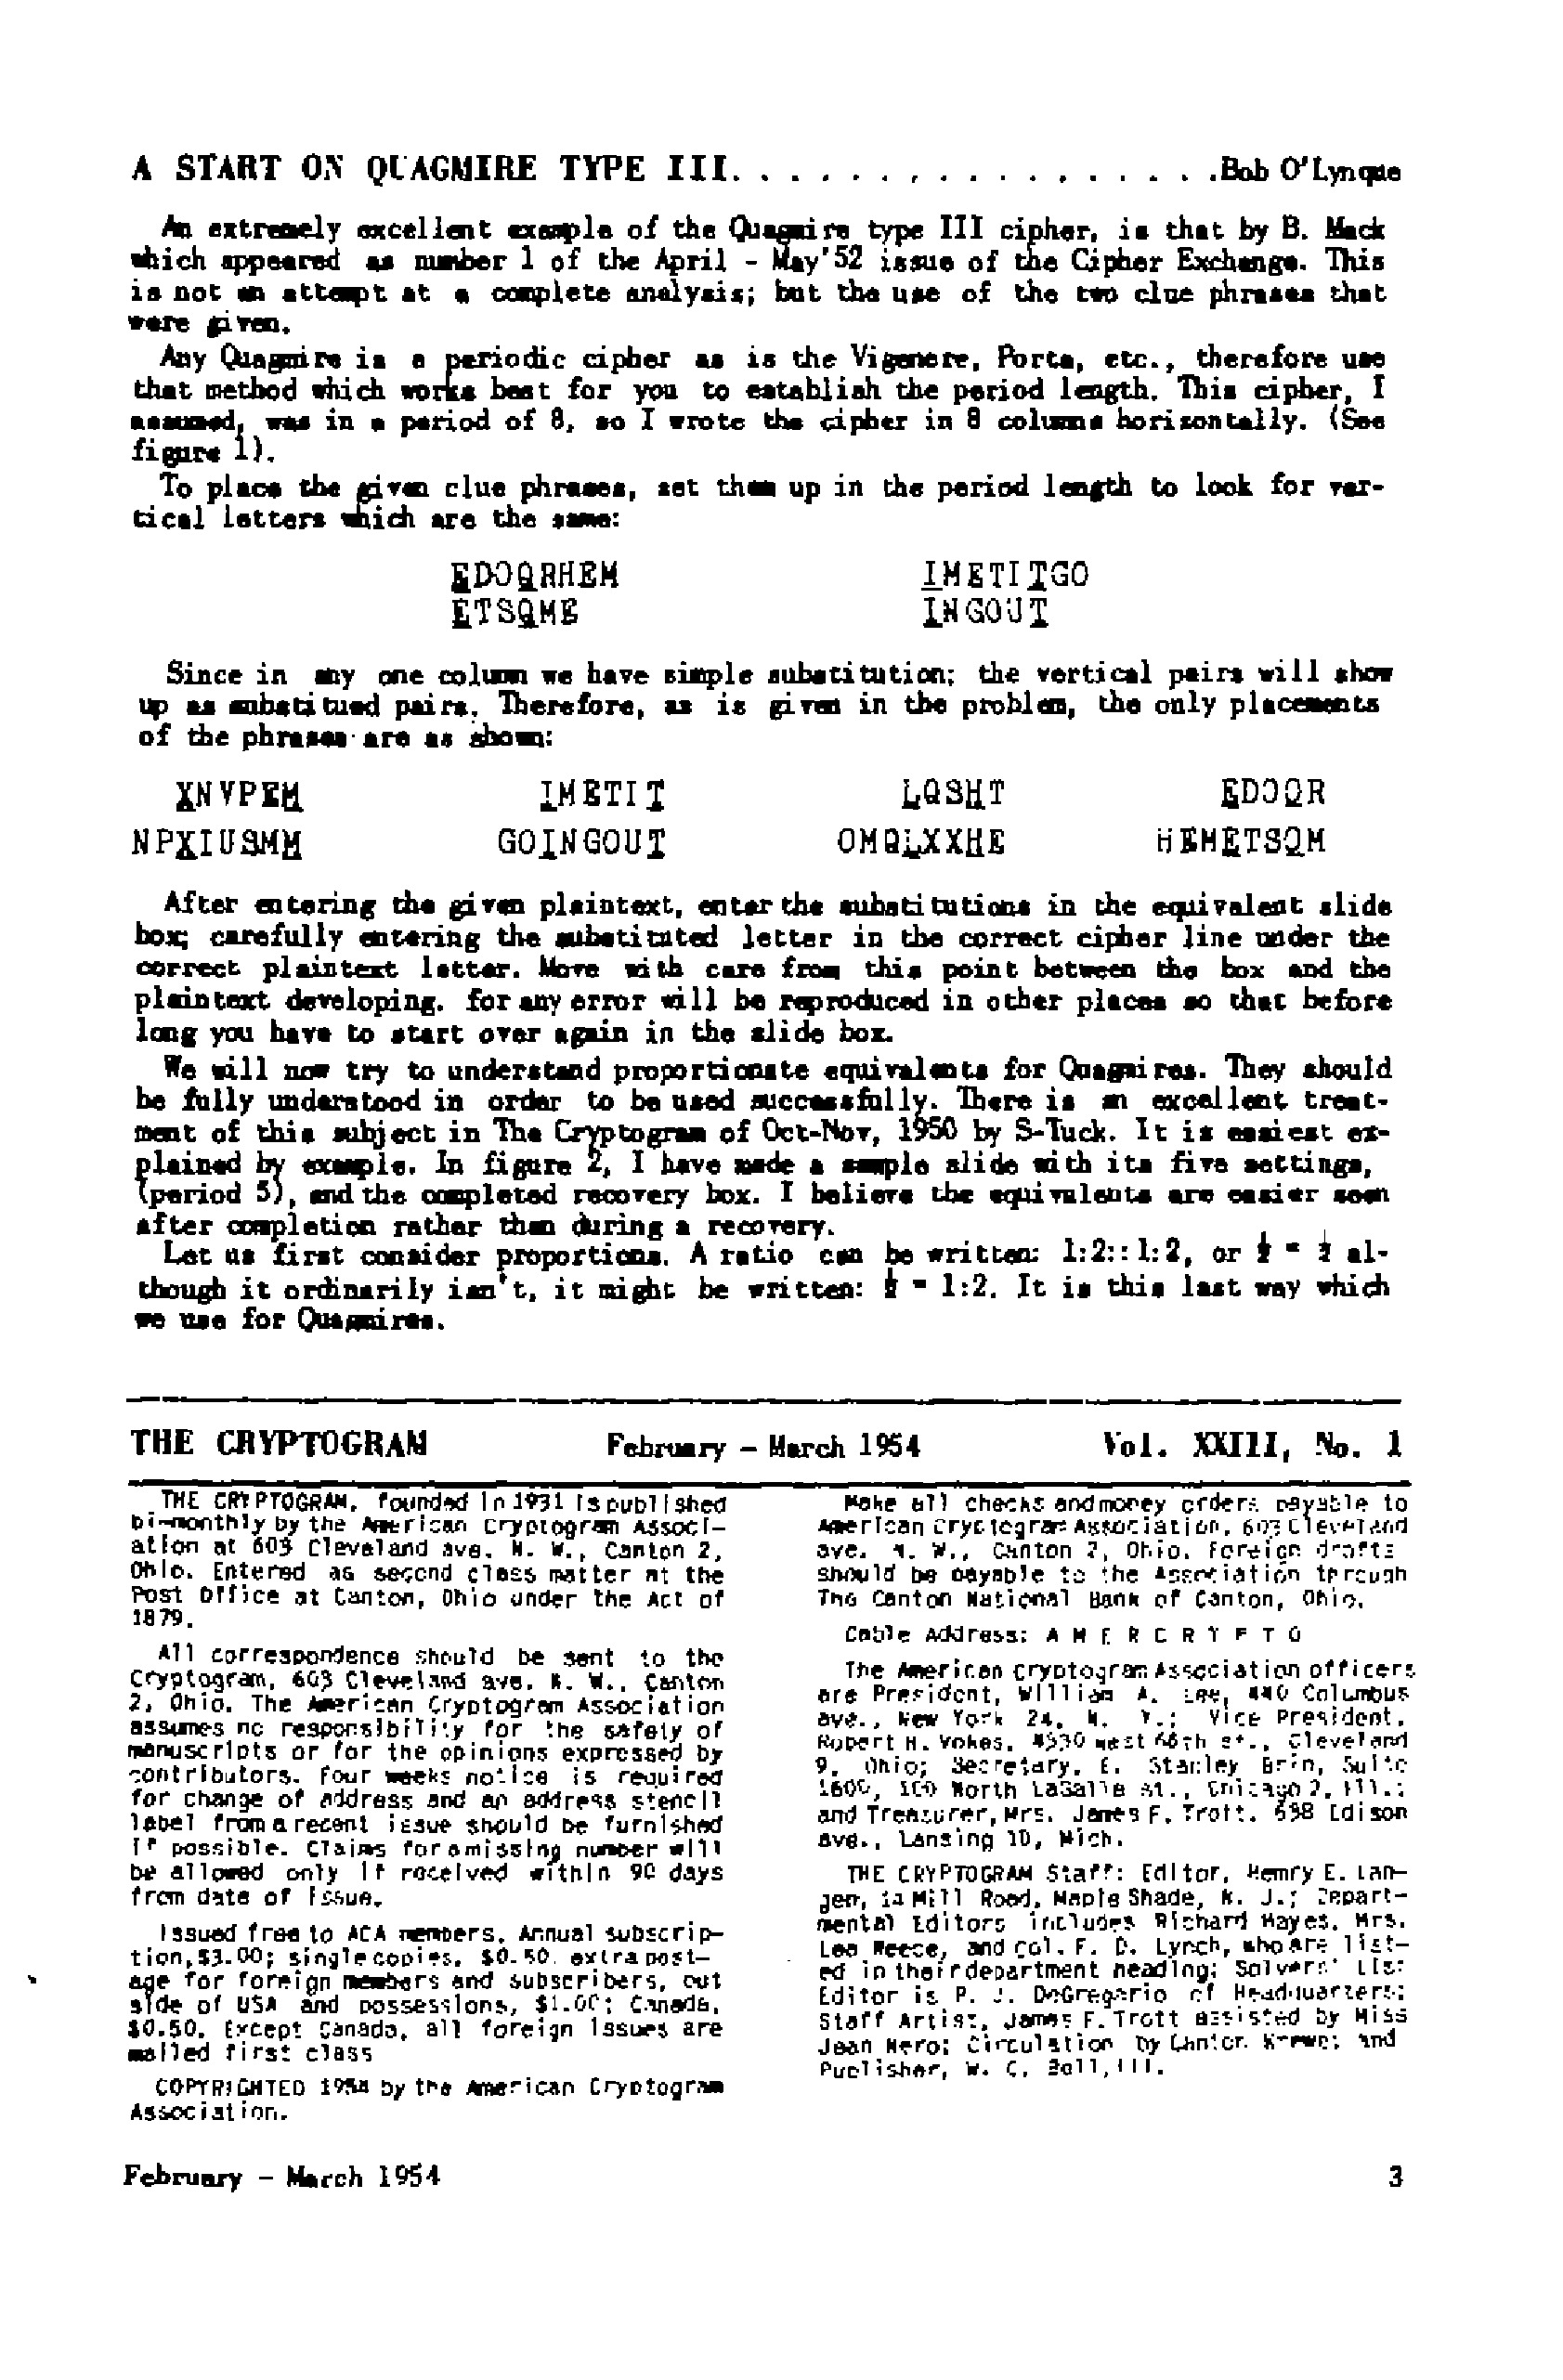 A START ON QUAGMIRE TYPE III. . . . . . . . . . . . . . . . .Bob O'Lynque
An extremely excellent example of the Quagmire type III cipher, is that by B. Mack
which appeared as number 1 of the April - May'52 issue of the Cipher Exchange. This
is not an attempt at a complete analysis; but the use of the two clue phrases that
were given.
Any Quagmire is a periodic cipher as is the Vigenere, Porta, etc., therefore use
that method which works best for you to establish the period length. This cipher, I
assumed, was in a period of 8, so I wrote the cipher in 8 columns horizontally. (See
figure 1).
To place the given clue phrases, set them up in the period length to look for ver-
tical letters which are the same:
EDOQRHEM IMETITGO
ETSQME INGOUT
Since in any one column we have simple substitution; the vertical pairs will show
up as substitued pairs. Therefore, as is given in the problem, the only placements
of the phrases are as shown:
XNVPEM IMETIT LQSHT EDOQR
NPXIUSMM GOINGOUT OMQLXXHE HEMETSQM
After entering the given plaintext, enter the substitutions in the equivalent slide
box; carefully entering the substituted letter in the correct cipher line under the
correct plaintext letter. Move with care from this point between the box and the
plaintext developing. for any error will be reproduced in other places so that before
long you have to start over again in the slide box.
We will now try to understand proportionate equivalents for Quagmires. They should
be fully understood in order to be used successfully. There is an excellent treat-
ment of this subject in The Cryptogram of Oct-Nov, 1950 by S-Tuck. It is easiest ex-
plained by example. In figure 2, I have made a sample slide with its five settings,
(period 5), and the completed recovery box. I believe the equivalents are easier seen
after completion rather than during a recovery.
Let us first consider proportions. A ratio can be written: 1:2::1:2, or ½ = ½ al-
though it ordinarily isn't, it might be written: ½ = 1:2. It is this last way which
we use for Quagmires.
THE CRYPTOGRAM February - March 1954 Vol. XXIII, No. 1
THE CRYPTOGRAM, founded in 1931 is published
bi-monthly by the American Cryptogram Associ-
ation at 603 Cleveland ave. N. W., Canton 2,
Ohio. Entered as second class matter at the
Post Office at Canton, Ohio under the Act of
1879.
All correspondence should be sent to the
Cryptogram, 603 Cleveland ave. N. W., Canton
2, Ohio. The American Cryptogram Association
assumes no responsibility for the safety of
manuscripts or for the opinions expressed by
contributors. Four weeks notice is required
for change of address and an address stencil
label from a recent issue should be furnished
if possible. Claims for a missing number will
be allowed only if received within 90 days
from date of issue.
Issued free to ACA members. Annual subscrip-
tion,$3.00; single copies, $0.50. extra post-
age for foreign members and subscribers, out
side of USA and possessions, $1.00; Canada,
$0.50. Except Canada, all foreign issues are
mailed first class
COPYRIGHTED 1954 by the American Cryptogram
Association.
Make all checks and money orders payable to
American Cryptogram Association, 603 Cleveland
ave. N. W., Canton 2, Ohio. Foreign drafts
should be payable to the Association through
The Canton National Bank of Canton, Ohio.
Cable Address: A M E R C R Y P T O
The American Cryptogram Association officers
are President, William A. Lee, 440 Columbus
ave., New York 24, N. Y.; Vice President,
Robert H. Vokes, 4530 west 66th st., Cleveland
9, Ohio; Secretary, E. Stanley Brin, Suite
1600, 100 North LaSalle st., Chicago 2, Ill.;
and Treasurer, Mrs. James F. Trott. 638 Edison
ave., Lansing 10, Mich.
THE CRYPTOGRAM Staff: Editor, Henry E. Lan-
gen, 14 Mill Road, Maple Shade, N. J.; Depart-
mental Editors includes Richard Hayes, Mrs.
Lea Reece, and col. F. D. Lynch, who are list-
ed in their department heading; Solvers' List
Editor is P. J. DeGregorio of Headquarters;
Staff Artist, James F. Trott assisted by Miss
Jean Nero; Circulation by Canton Krewe; and
Publisher, W. C. Boll,III.
February - March 1954 3